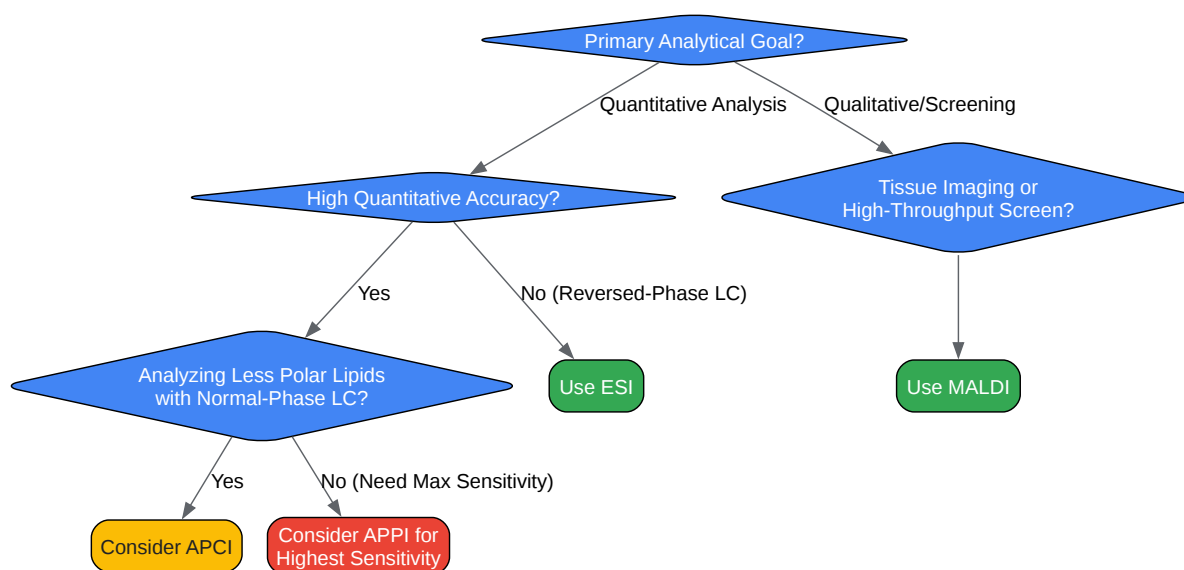 Primary Analytical Goal?
Quantitative Analysis
Qualitative/Screening
High Quantitative Accuracy?
Tissue Imaging or
High-Throughput Screen?
Yes
No (Reversed-Phase LC)
Analyzing Less Polar Lipids
with Normal-Phase LC?
Use ESI
Use MALDI
Yes
No (Need Max Sensitivity)
Consider APCI
Consider APPI for
Highest Sensitivity